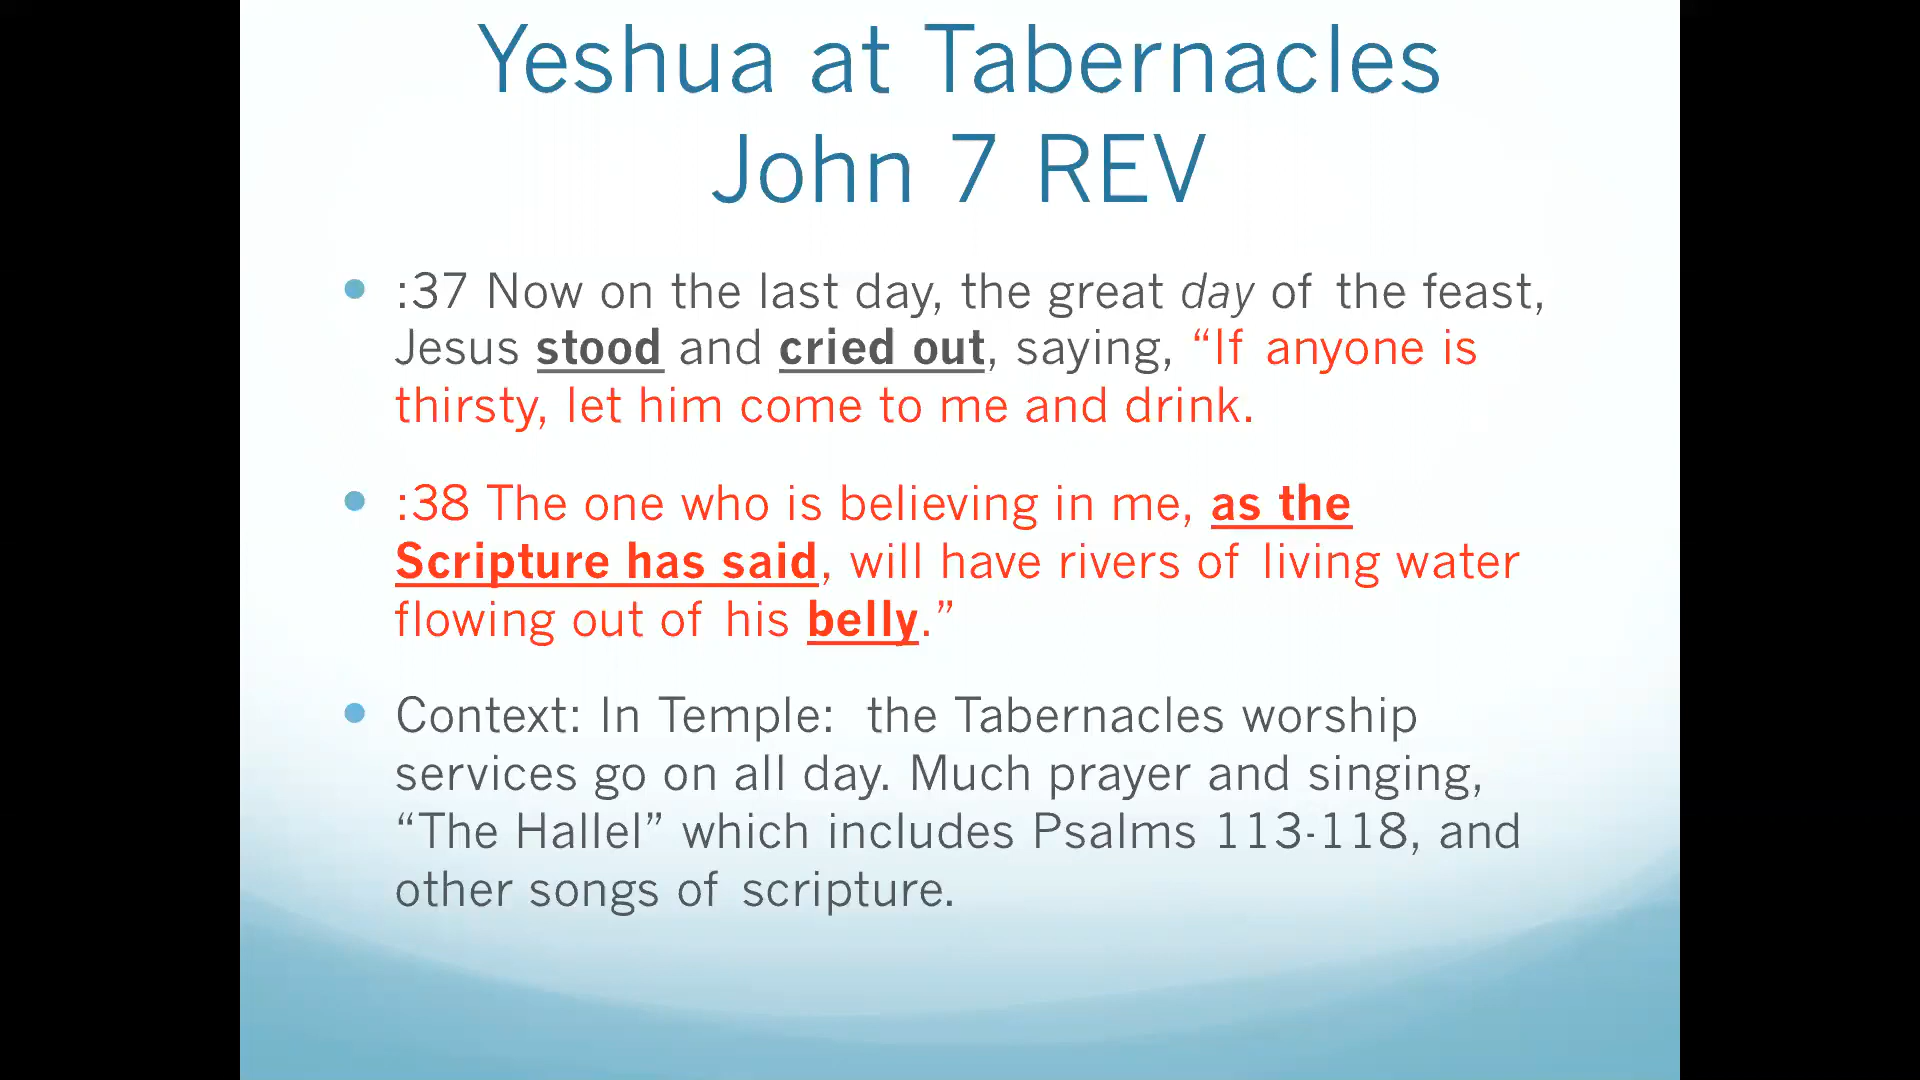 Yeshua at Tabernacles
John 7 REV
• :37 Now on the last day, the great day of the feast,
Jesus stood and cried out, saying, “If anyone is
thirsty, let him come to me and drink.
• :38 The one who is believing in me, as the
Scripture has said, will have rivers of living water
flowing out of his belly.”
• Context: In Temple:  the Tabernacles worship
services go on all day. Much prayer and singing,
“The Hallel” which includes Psalms 113-118, and
other songs of scripture.